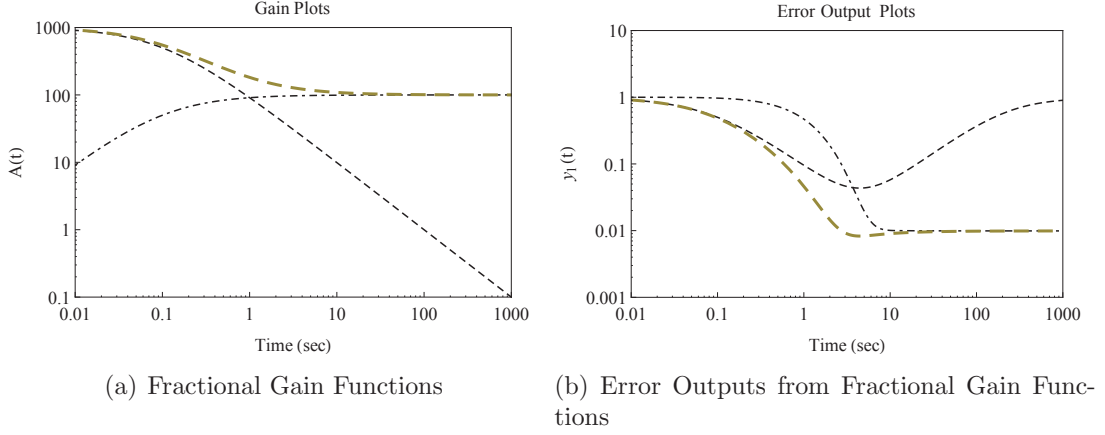 Gain Plots
1000
100
10
1
0.1
A(t)
0.01 0.1 1 10 100 1000
Time (sec)
(a) Fractional Gain Functions
Error Output Plots
10
1
0.1
0.01
0.001
y1(t)
0.01 0.1 1 10 100 1000
Time (sec)
(b) Error Outputs from Fractional Gain Func-
tions